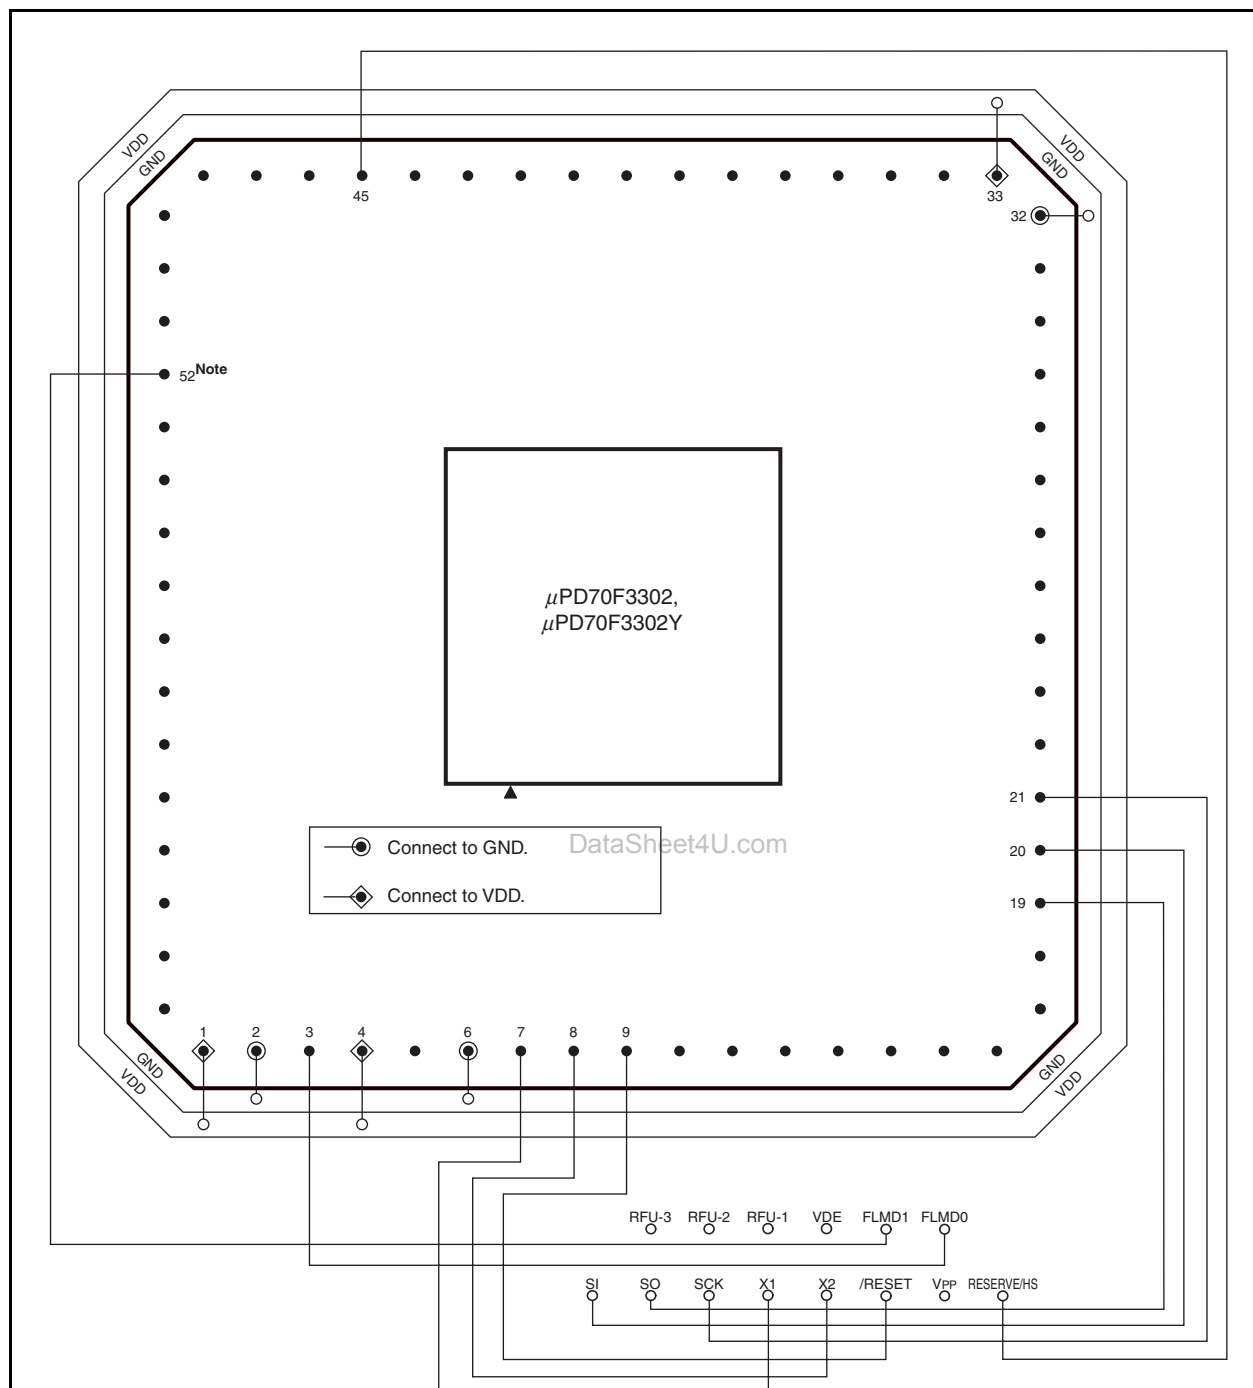 VDD
GND
VDD
GND
45
33
32
52Note
μPD70F3302,
μPD70F3302Y
21
Connect to GND.
DataSheet4U.com
20
Connect to VDD.
19
1 2 3 4 6 7 8 9
GND
VDD
GND
VDD
RFU-3 RFU-2 RFU-1 VDE FLMD1 FLMD0
SI SO SCK X1 X2 /RESET VPP RESERVE/HS